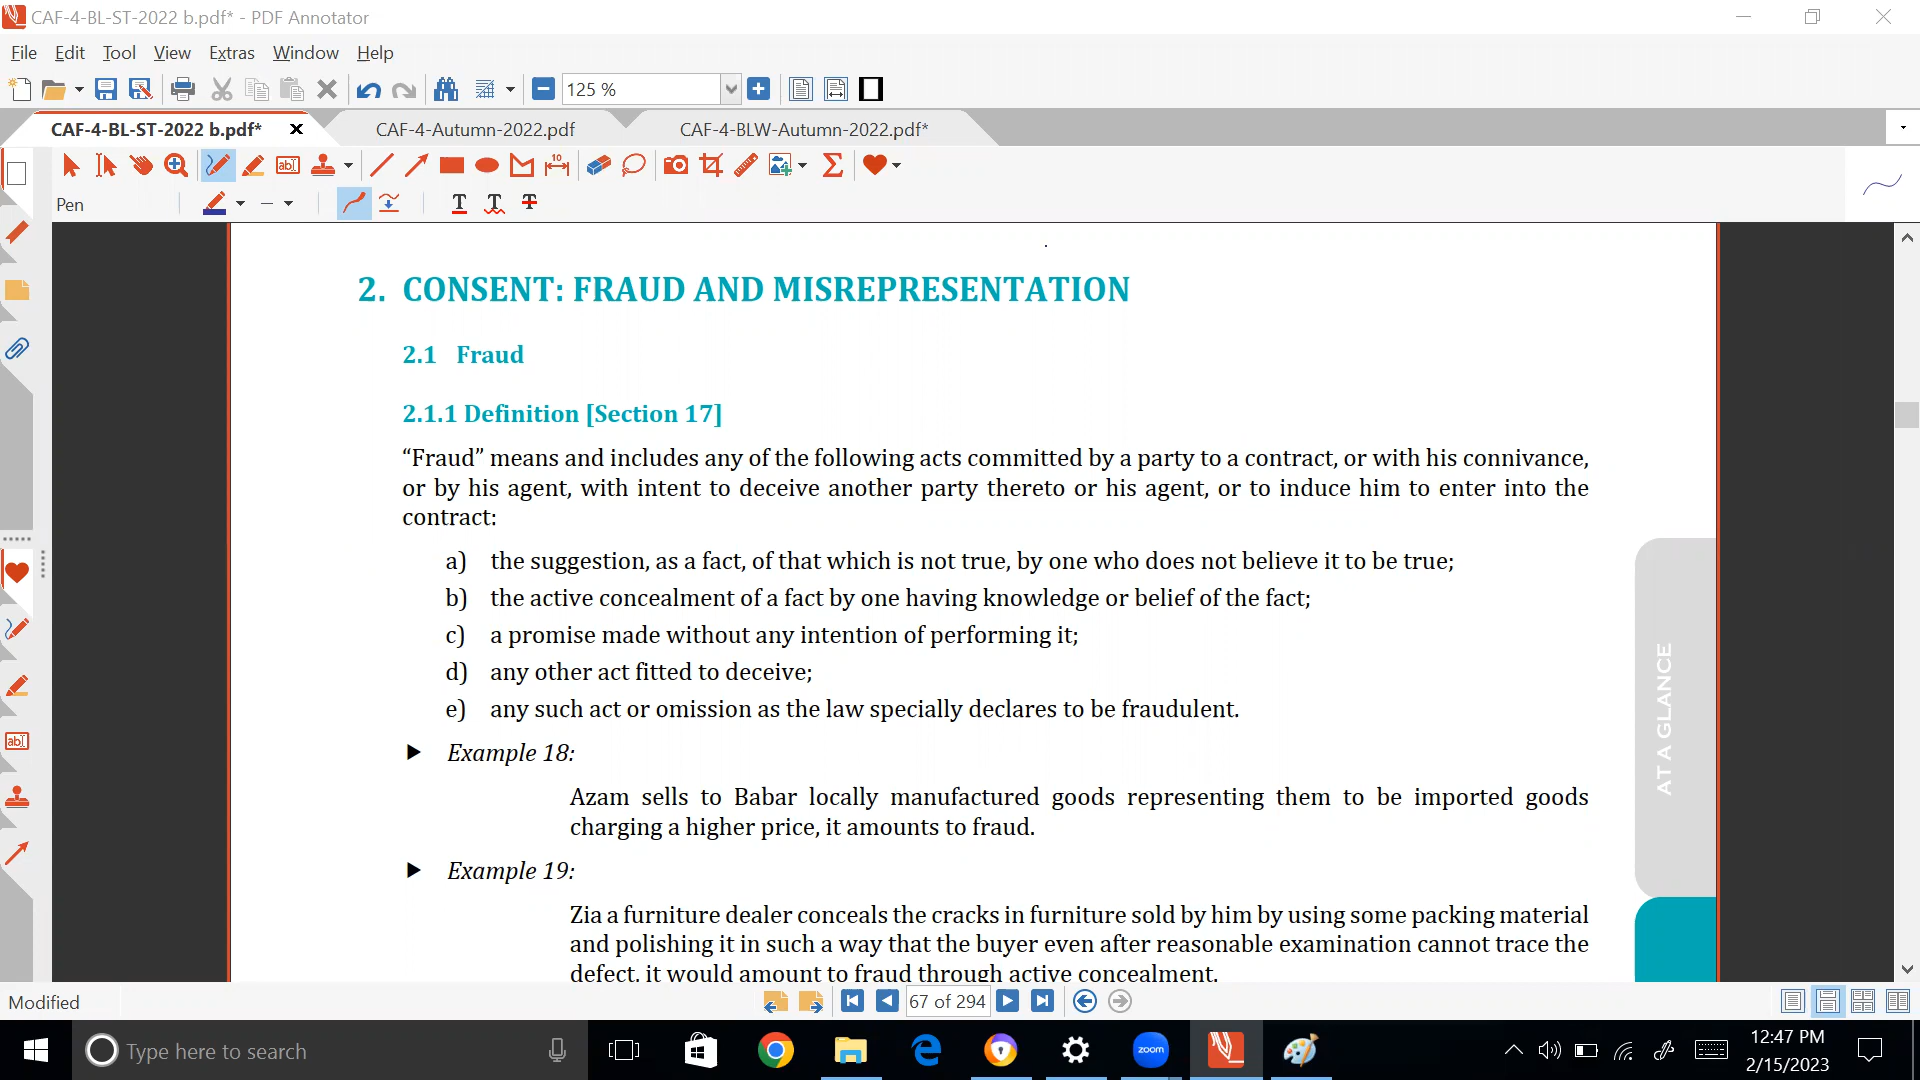 CAF-4-BL-ST-2022 b.pdf* - PDF Annotator
File Edit Tool View Extras Window Help
125 %
CAF-4-BL-ST-2022 b.pdf* CAF-4-Autumn-2022.pdf CAF-4-BLW-Autumn-2022.pdf*
Pen
2. CONSENT: FRAUD AND MISREPRESENTATION
2.1 Fraud
2.1.1 Definition [Section 17]
“Fraud” means and includes any of the following acts committed by a party to a contract, or with his connivance,
or by his agent, with intent to deceive another party thereto or his agent, or to induce him to enter into the
contract:
a) the suggestion, as a fact, of that which is not true, by one who does not believe it to be true;
b) the active concealment of a fact by one having knowledge or belief of the fact;
c) a promise made without any intention of performing it;
d) any other act fitted to deceive;
e) any such act or omission as the law specially declares to be fraudulent.
Example 18:
Azam sells to Babar locally manufactured goods representing them to be imported goods
charging a higher price, it amounts to fraud.
Example 19:
Zia a furniture dealer conceals the cracks in furniture sold by him by using some packing material
and polishing it in such a way that the buyer even after reasonable examination cannot trace the
defect, it would amount to fraud through active concealment.
AT A GLANCE
Modified
67 of 294
Type here to search
zoom
12:47 PM
2/15/2023